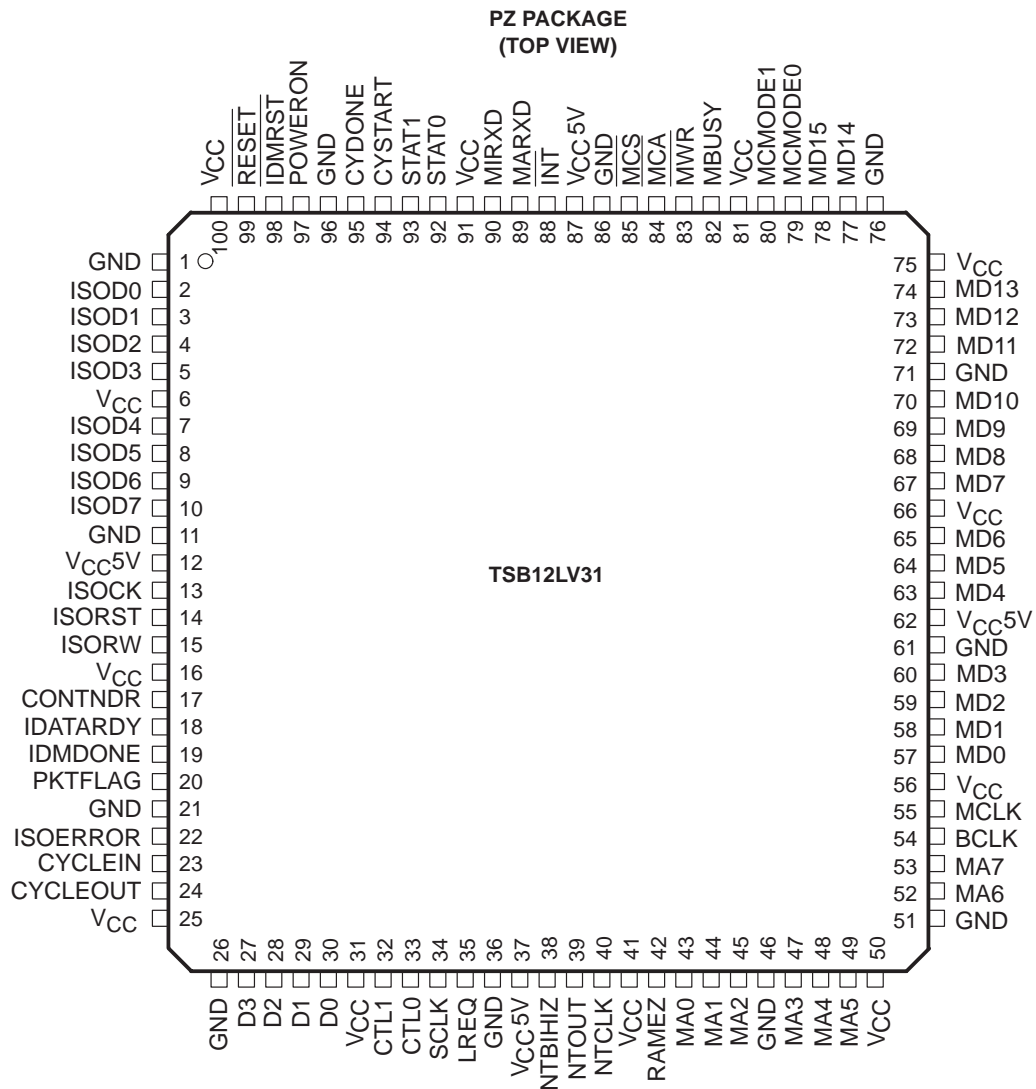 PZ PACKAGE
(TOP VIEW)
VCC
RESET
IDMRST
POWERON
GND
CYDONE
CYSTART
STAT1
STAT0
VCC
MIRXD
MARXD
INT
VCC5V
GND
MCS
MCA
MWR
MBUSY
VCC
MCMODE1
MCMODE0
MD15
MD14
GND
100
99
98
97
96
95
94
93
92
91
90
89
88
87
86
85
84
83
82
81
80
79
78
77
76
GND 1
ISOD0 2
ISOD1 3
ISOD2 4
ISOD3 5
VCC 6
ISOD4 7
ISOD5 8
ISOD6 9
ISOD7 10
GND 11
VCC5V 12
ISOCK 13
ISORST 14
ISORW 15
VCC 16
CONTNDR 17
IDATARDY 18
IDMDONE 19
PKTFLAG 20
GND 21
ISOERROR 22
CYCLEIN 23
CYCLEOUT 24
VCC 25
TSB12LV31
75 VCC
74 MD13
73 MD12
72 MD11
71 GND
70 MD10
69 MD9
68 MD8
67 MD7
66 VCC
65 MD6
64 MD5
63 MD4
62 VCC5V
61 GND
60 MD3
59 MD2
58 MD1
57 MD0
56 VCC
55 MCLK
54 BCLK
53 MA7
52 MA6
51 GND
26
27
28
29
30
31
32
33
34
35
36
37
38
39
40
41
42
43
44
45
46
47
48
49
50
GND
D3
D2
D1
D0
VCC
CTL1
CTL0
SCLK
LREQ
GND
VCC5V
NTBIHIZ
NTOUT
NTCLK
VCC
RAMEZ
MA0
MA1
MA2
GND
MA3
MA4
MA5
VCC